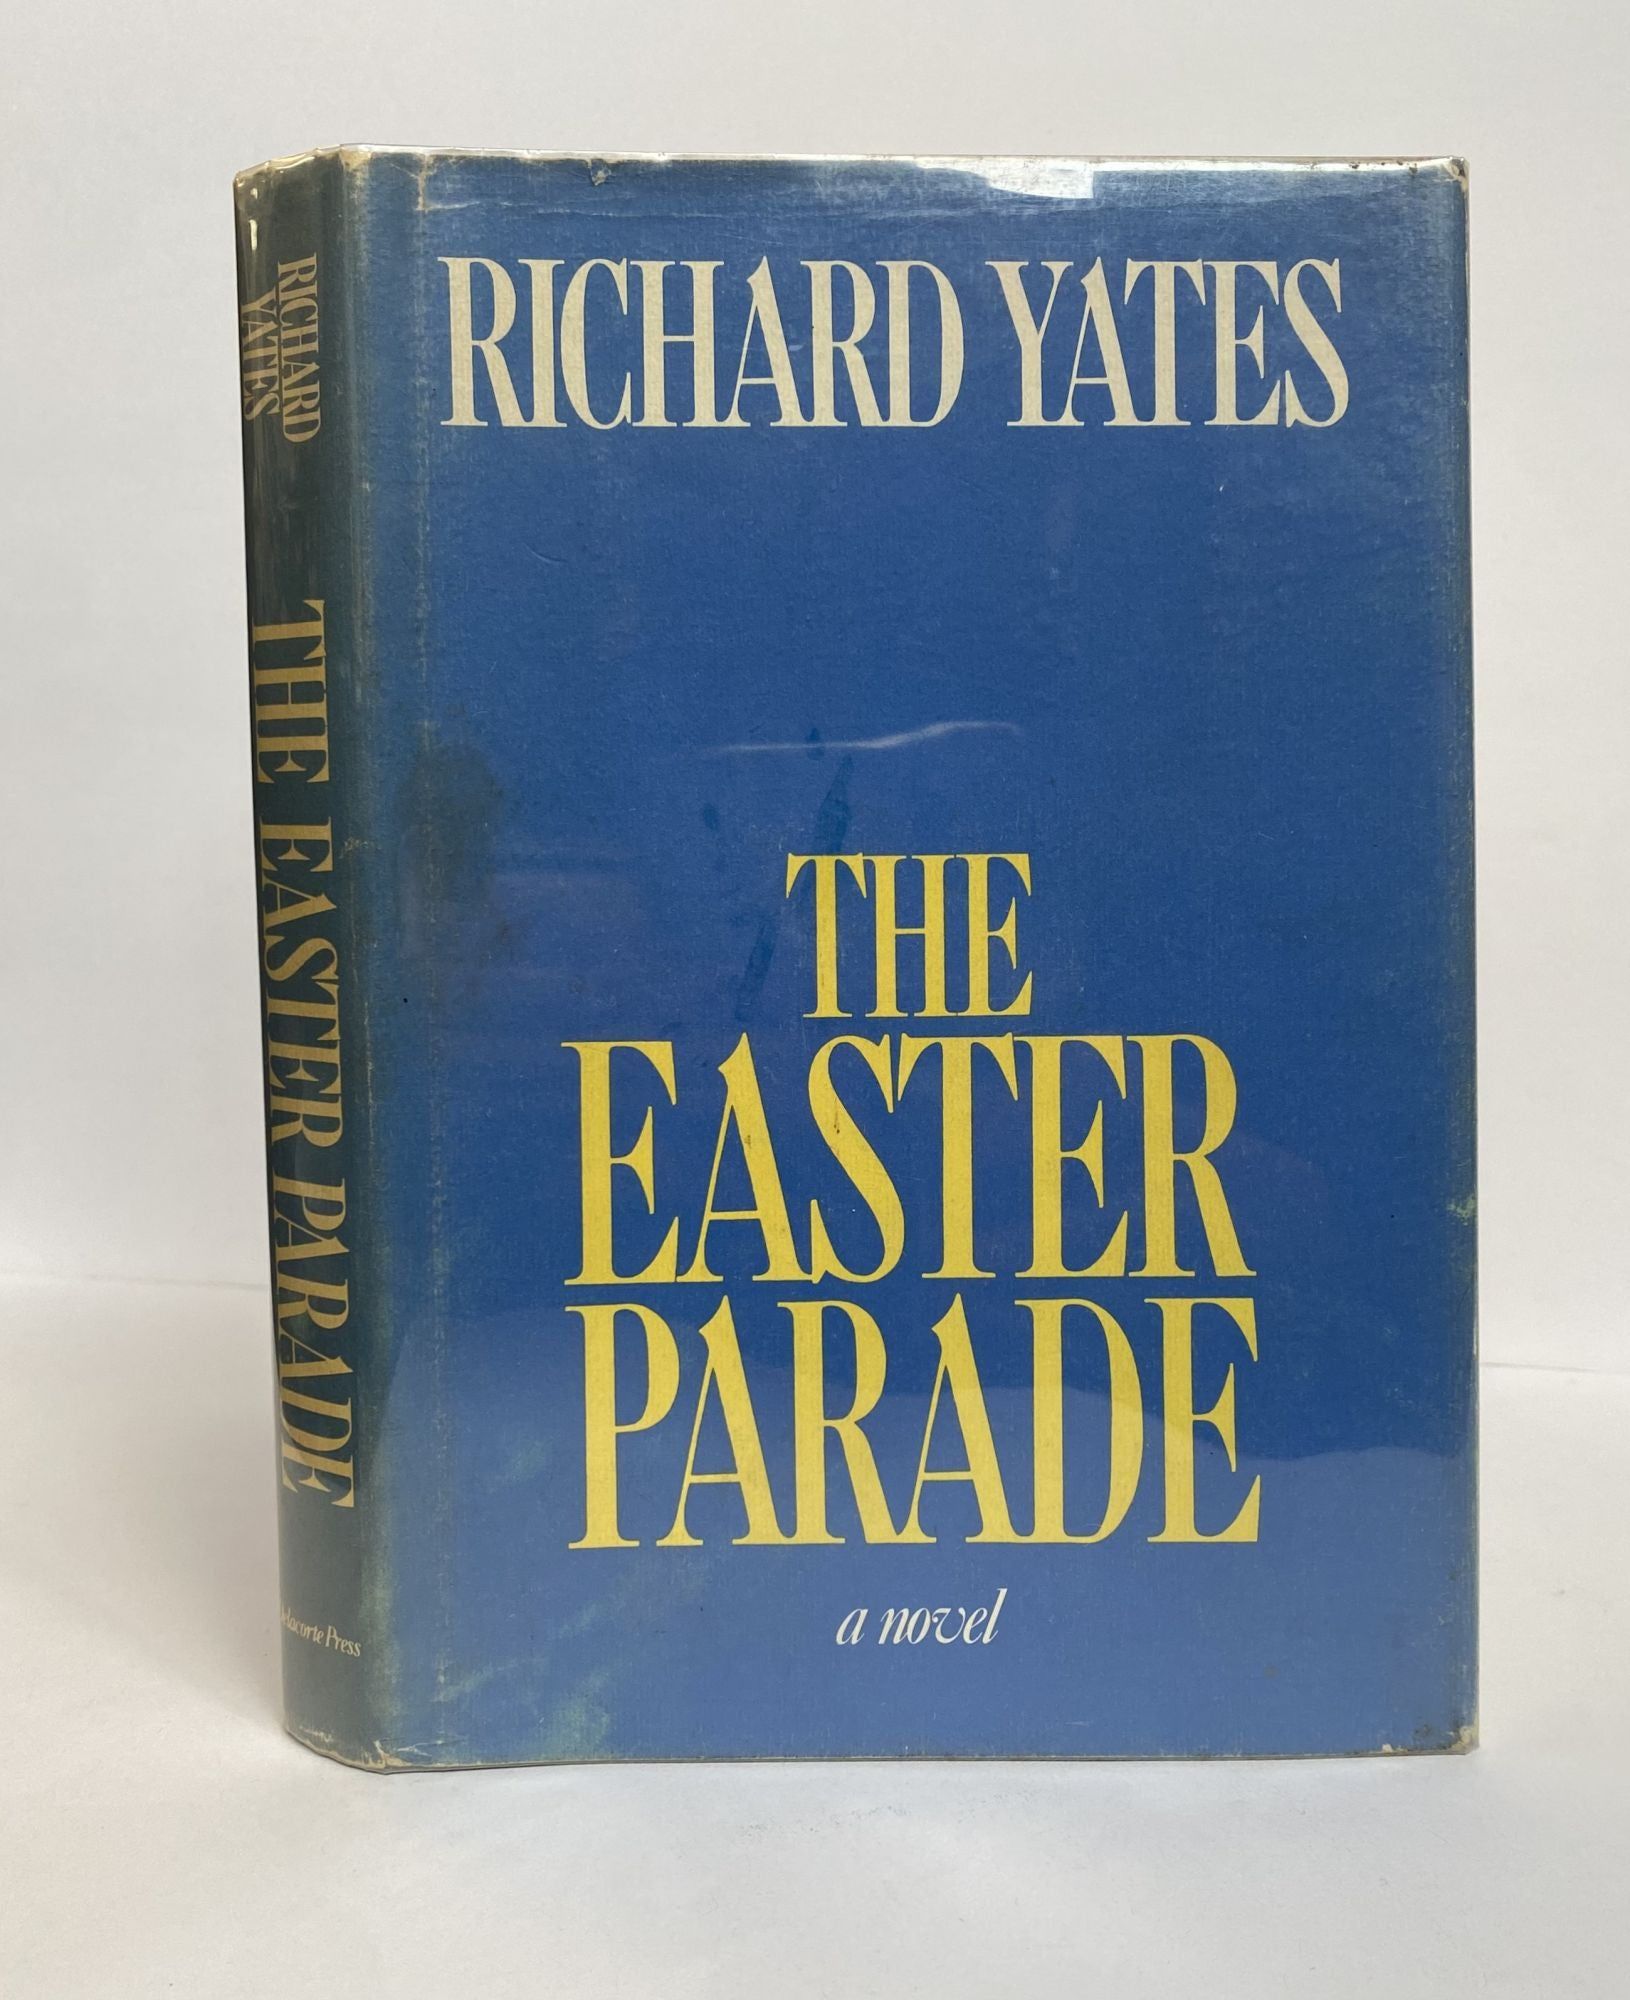 RICHARD
YATES
THE EASTER PARADE
Delacorte Press
RICHARD YATES
THE
EASTER
PARADE
a novel